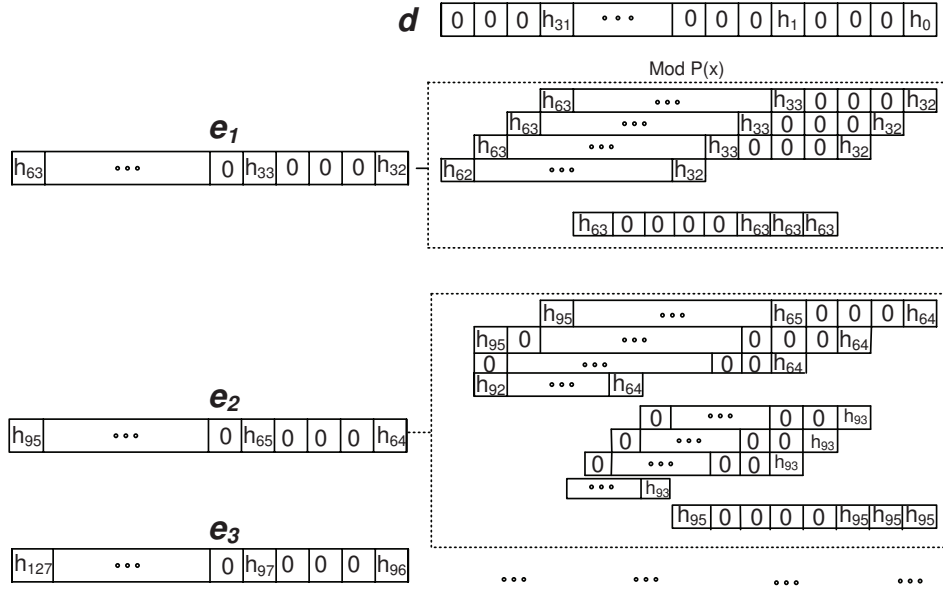 d 0 0 0 h31 ∘∘∘ 0 0 0 h1 0 0 0 h0
Mod P(x)
h63 ∘∘∘ h33 0 0 0 h32
e1 h63 ∘∘∘ h33 0 0 0 h32
h63 ∘∘∘ h33 0 0 0 h32
h63 ∘∘∘ 0 h33 0 0 0 h32
h62 ∘∘∘ h32
h63 0 0 0 0 h63 h63 h63
h95 ∘∘∘ h65 0 0 0 h64
h95 0 ∘∘∘ 0 0 0 h64
0 ∘∘∘ 0 0 h64
e2 h92 ∘∘∘ h64
0 ∘∘∘ 0 0 h93
h95 ∘∘∘ 0 h65 0 0 0 h64
0 ∘∘∘ 0 0 h93
0 ∘∘∘ 0 0 h93
∘∘∘ h93
h95 0 0 0 0 h95 h95 h95
e3
h127 ∘∘∘ 0 h97 0 0 0 h96
∘∘∘ ∘∘∘ ∘∘∘ ∘∘∘